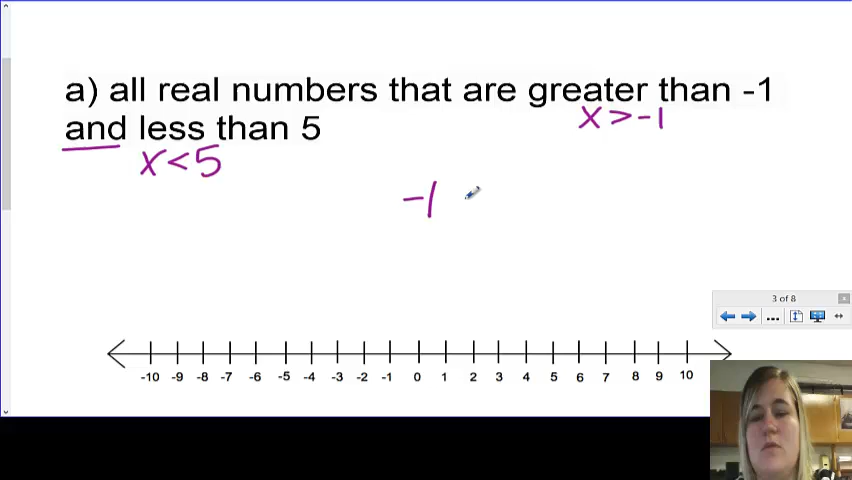 a) all real numbers that are greater than -1
x > -1
and less than 5
x < 5
-1
3 of 8
-10 -9 -8 -7 -6 -5 -4 -3 -2 -1 0 1 2 3 4 5 6 7 8 9 10